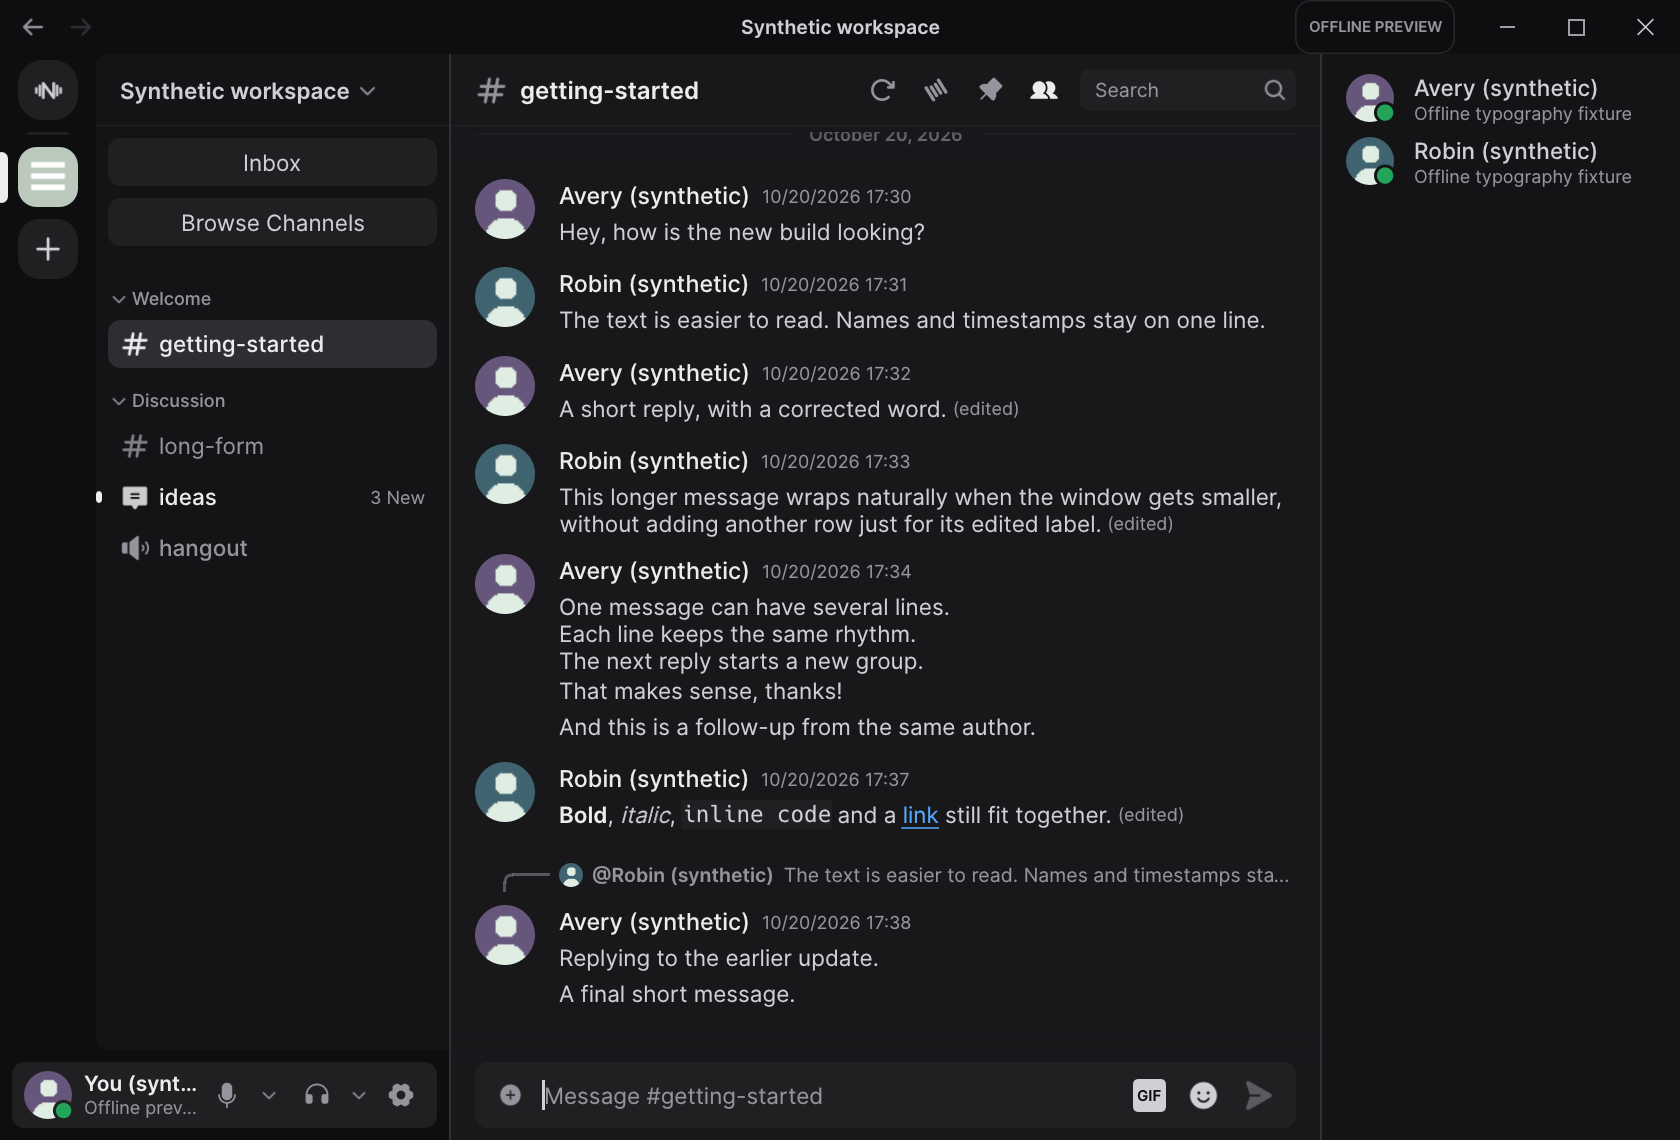 Synthetic workspace
OFFLINE PREVIEW
Synthetic workspace
Inbox
Browse Channels
Welcome
getting-started
Discussion
long-form
ideas
3 New
hangout
You (synt...
Offline prev...
# getting-started
Search
October 20, 2026
Avery (synthetic) 10/20/2026 17:30
Hey, how is the new build looking?
Robin (synthetic) 10/20/2026 17:31
The text is easier to read. Names and timestamps stay on one line.
Avery (synthetic) 10/20/2026 17:32
A short reply, with a corrected word. (edited)
Robin (synthetic) 10/20/2026 17:33
This longer message wraps naturally when the window gets smaller,
without adding another row just for its edited label. (edited)
Avery (synthetic) 10/20/2026 17:34
One message can have several lines.
Each line keeps the same rhythm.
The next reply starts a new group.
That makes sense, thanks!
And this is a follow-up from the same author.
Robin (synthetic) 10/20/2026 17:37
Bold, italic, inline code and a link still fit together. (edited)
@Robin (synthetic) The text is easier to read. Names and timestamps sta...
Avery (synthetic) 10/20/2026 17:38
Replying to the earlier update.
A final short message.
Message #getting-started
GIF
Avery (synthetic)
Offline typography fixture
Robin (synthetic)
Offline typography fixture